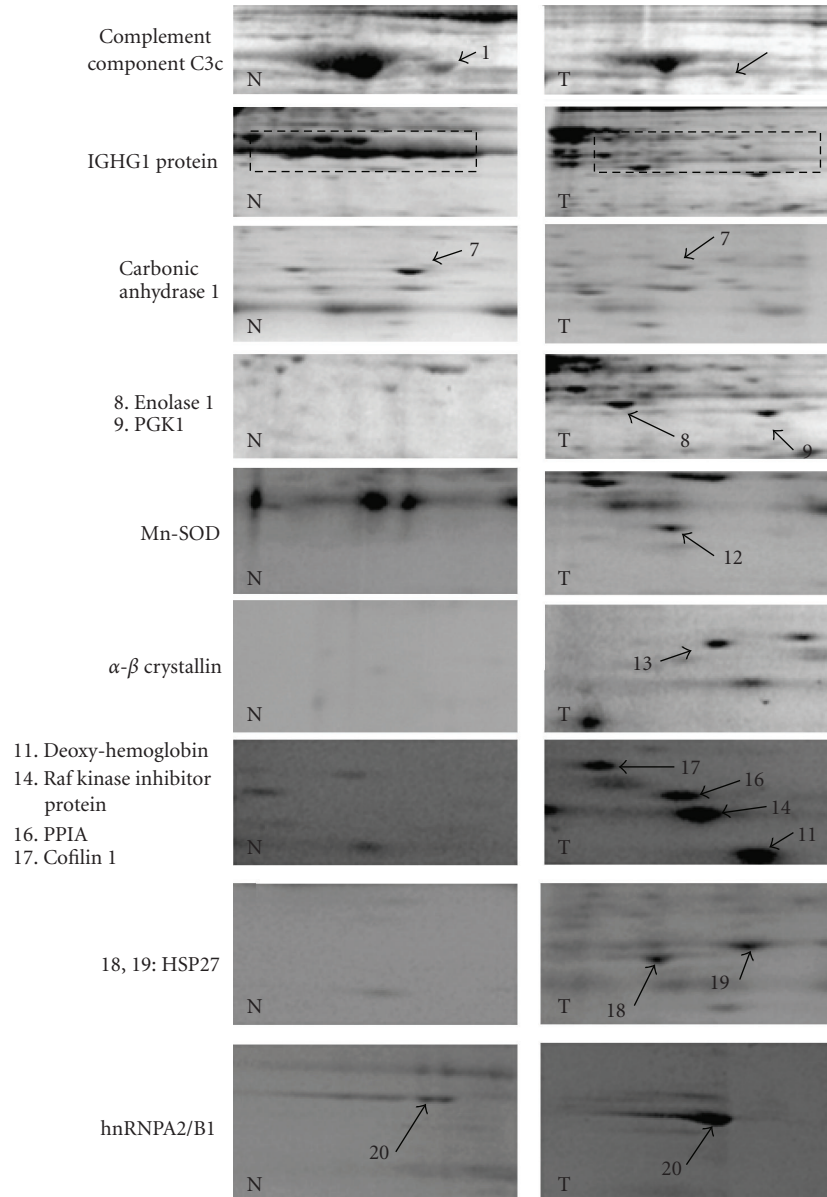 Complement
component C3c
N
1
T
IGHG1 protein
N
T
Carbonic
anhydrase 1
N
7
T
7
8. Enolase 1
9. PGK1
N
T
8
9
Mn-SOD
N
T
12
α-β crystallin
N
T
13
11. Deoxy-hemoglobin
14. Raf kinase inhibitor
protein
16. PPIA
17. Cofilin 1
N
T
17
16
14
11
18, 19: HSP27
N
T
18
19
hnRNPA2/B1
N
20
T
20